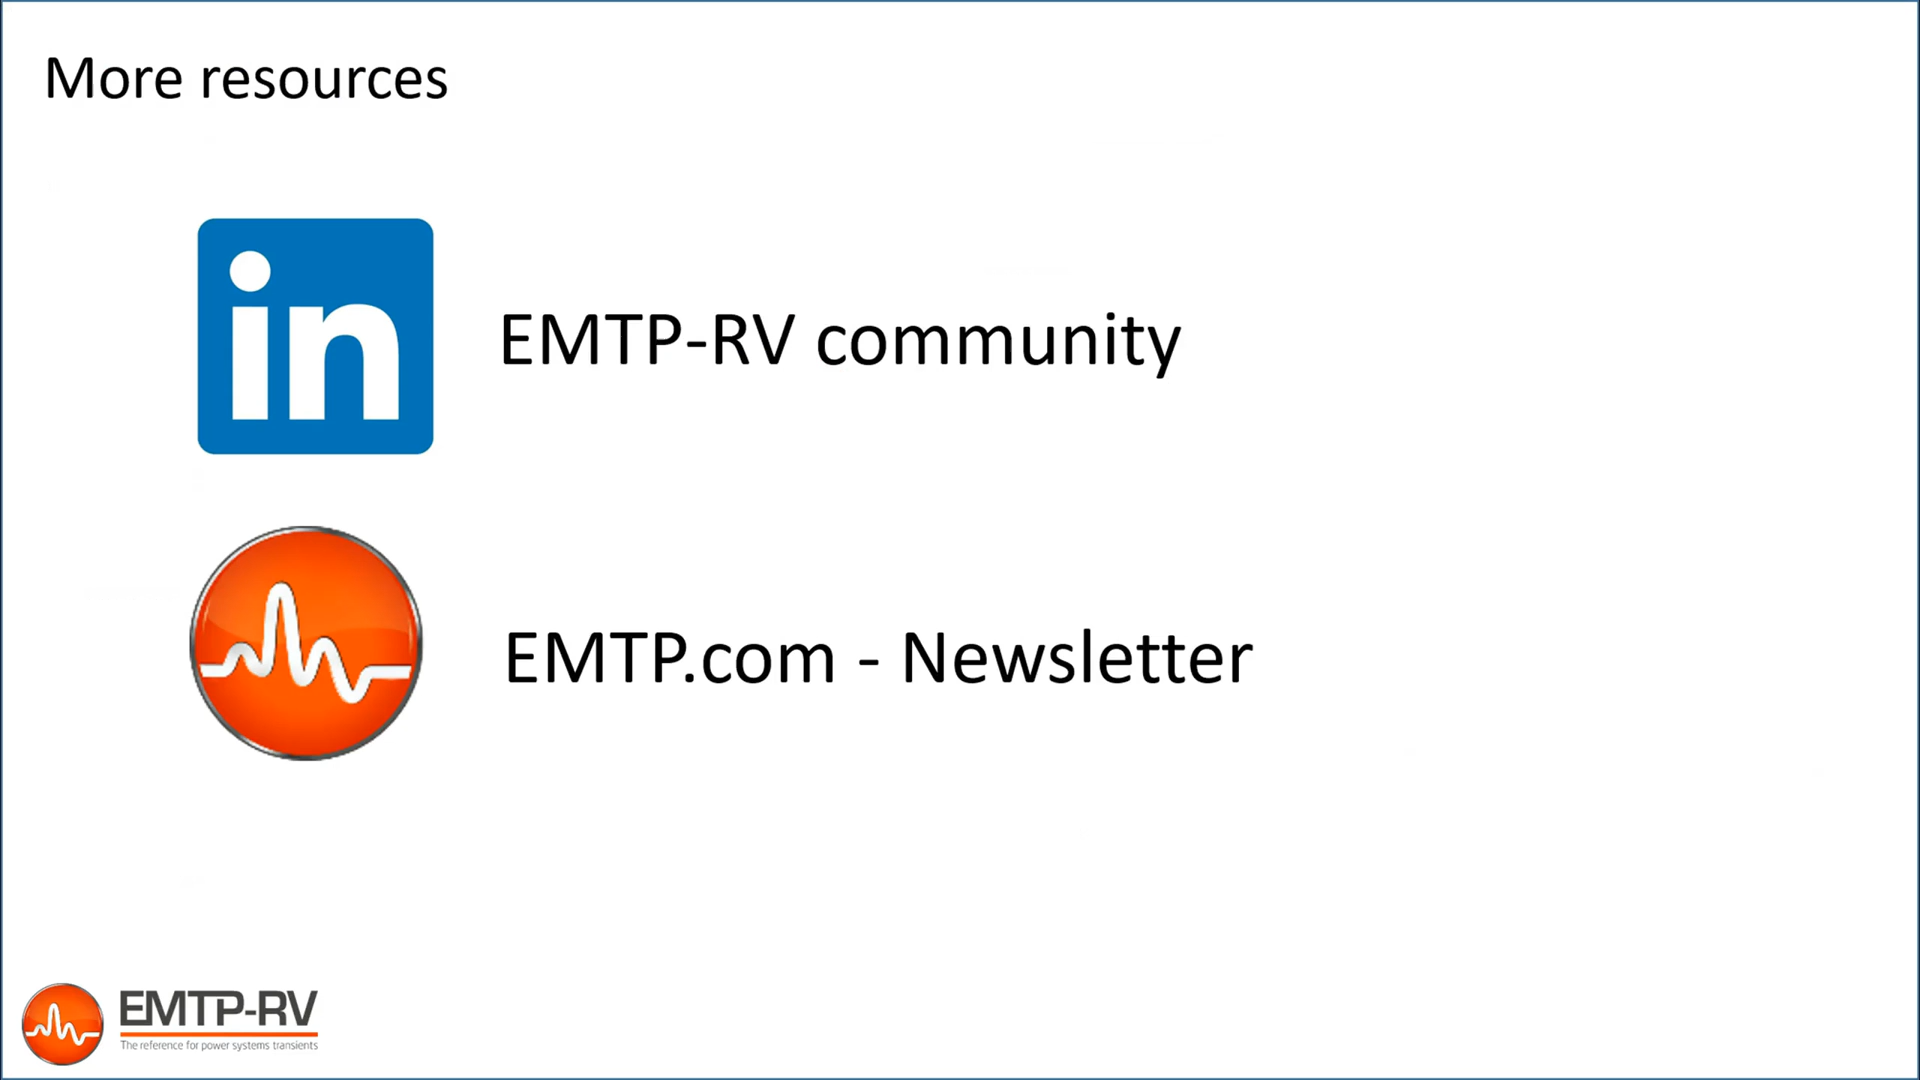 More resources
in
EMTP-RV community
EMTP.com - Newsletter
EMTP-RV
The reference for power systems transients